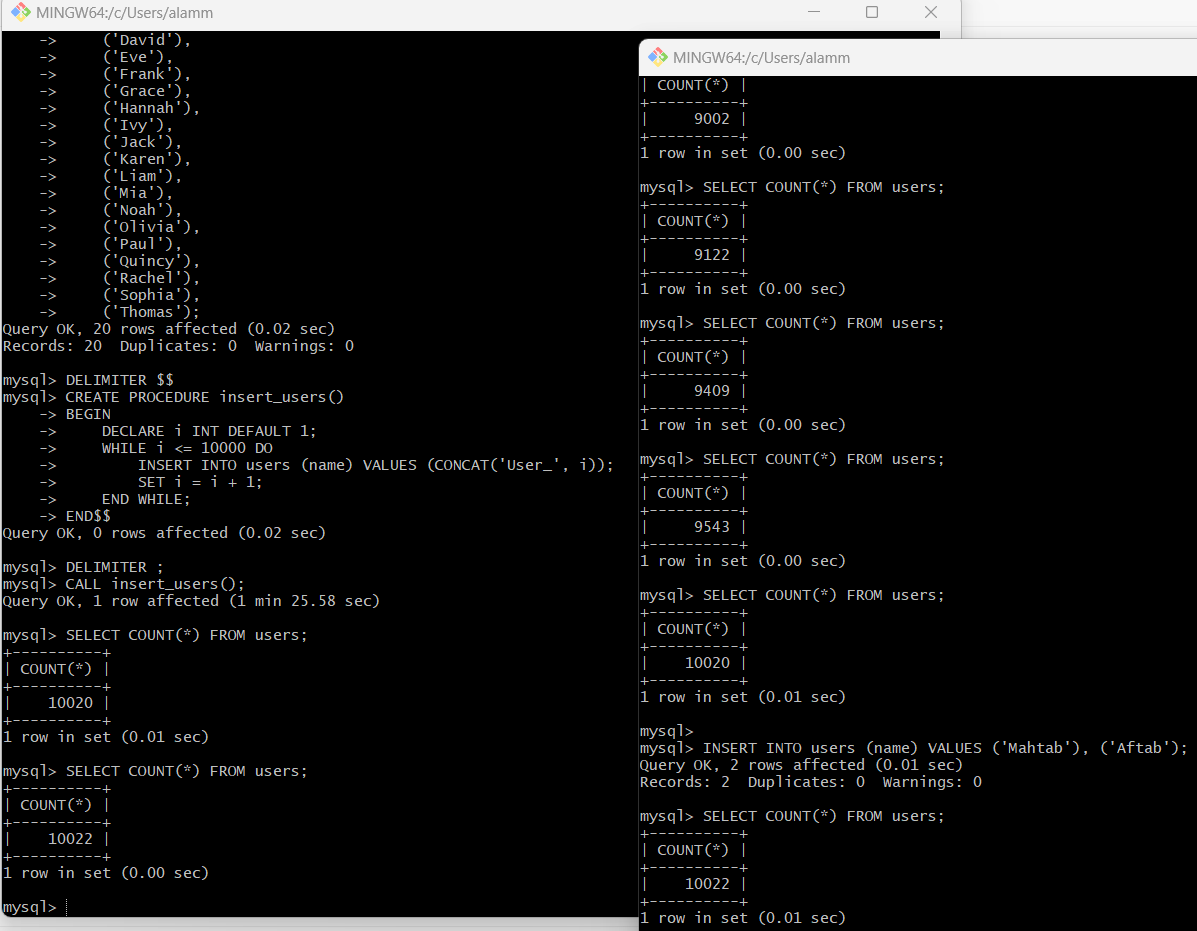 MINGW64:/c/Users/alamm
    ->     ('David'),
    ->     ('Eve'),
    ->     ('Frank'),
    ->     ('Grace'),
    ->     ('Hannah'),
    ->     ('Ivy'),
    ->     ('Jack'),
    ->     ('Karen'),
    ->     ('Liam'),
    ->     ('Mia'),
    ->     ('Noah'),
    ->     ('Olivia'),
    ->     ('Paul'),
    ->     ('Quincy'),
    ->     ('Rachel'),
    ->     ('Sophia'),
    ->     ('Thomas');
Query OK, 20 rows affected (0.02 sec)
Records: 20  Duplicates: 0  Warnings: 0

mysql> DELIMITER $$
mysql> CREATE PROCEDURE insert_users()
    -> BEGIN
    ->     DECLARE i INT DEFAULT 1;
    ->     WHILE i <= 10000 DO
    ->         INSERT INTO users (name) VALUES (CONCAT('User_', i));
    ->         SET i = i + 1;
    ->     END WHILE;
    -> END$$
Query OK, 0 rows affected (0.02 sec)

mysql> DELIMITER ;
mysql> CALL insert_users();
Query OK, 1 row affected (1 min 25.58 sec)

mysql> SELECT COUNT(*) FROM users;
+----------+
| COUNT(*) |
+----------+
|    10020 |
+----------+
1 row in set (0.01 sec)

mysql> SELECT COUNT(*) FROM users;
+----------+
| COUNT(*) |
+----------+
|    10022 |
+----------+
1 row in set (0.00 sec)

mysql>
MINGW64:/c/Users/alamm
| COUNT(*) |
+----------+
|     9002 |
+----------+
1 row in set (0.00 sec)

mysql> SELECT COUNT(*) FROM users;
+----------+
| COUNT(*) |
+----------+
|     9122 |
+----------+
1 row in set (0.00 sec)

mysql> SELECT COUNT(*) FROM users;
+----------+
| COUNT(*) |
+----------+
|     9409 |
+----------+
1 row in set (0.00 sec)

mysql> SELECT COUNT(*) FROM users;
+----------+
| COUNT(*) |
+----------+
|     9543 |
+----------+
1 row in set (0.00 sec)

mysql> SELECT COUNT(*) FROM users;
+----------+
| COUNT(*) |
+----------+
|    10020 |
+----------+
1 row in set (0.01 sec)

mysql>
mysql> INSERT INTO users (name) VALUES ('Mahtab'), ('Aftab');
Query OK, 2 rows affected (0.01 sec)
Records: 2  Duplicates: 0  Warnings: 0

mysql> SELECT COUNT(*) FROM users;
+----------+
| COUNT(*) |
+----------+
|    10022 |
+----------+
1 row in set (0.01 sec)